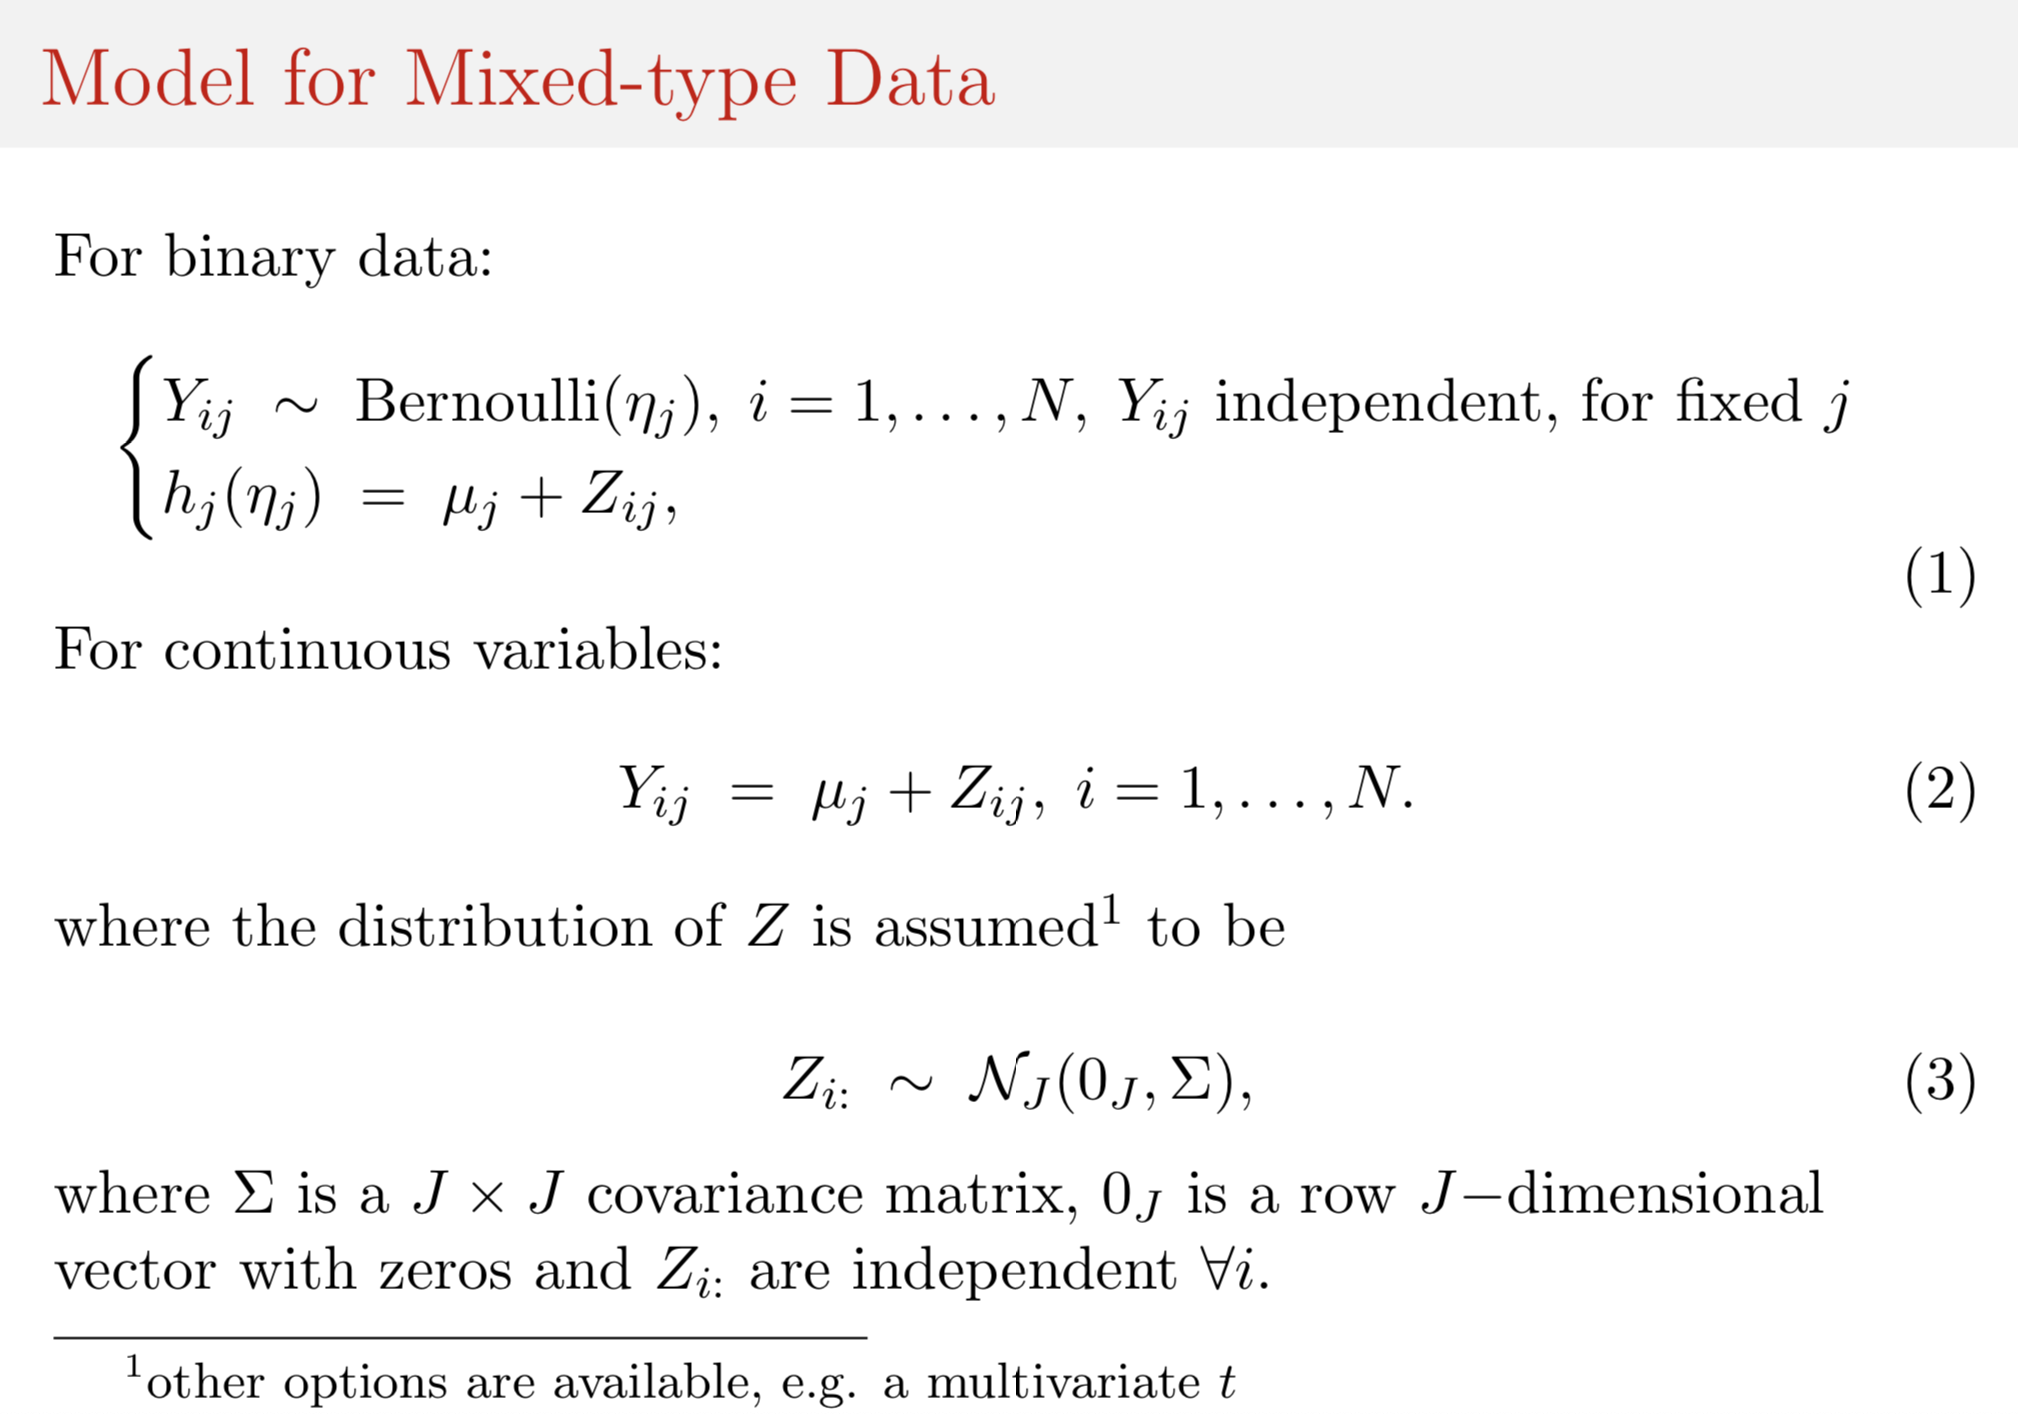 Model for Mixed-type Data
For binary data:
{ Y_{ij} ∼ Bernoulli(η_j), i = 1, . . . , N, Y_{ij} independent, for fixed j
h_j(η_j) = μ_j + Z_{ij},
(1)
For continuous variables:
Y_{ij} = μ_j + Z_{ij}, i = 1, . . . , N. (2)
where the distribution of Z is assumed¹ to be
Z_{i:} ∼ 𝒩_J(0_J, Σ), (3)
where Σ is a J × J covariance matrix, 0_J is a row J−dimensional
vector with zeros and Z_{i:} are independent ∀i.
¹other options are available, e.g. a multivariate t